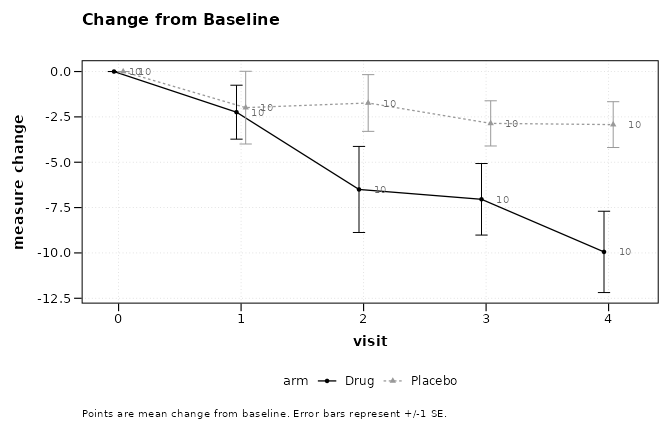 Change from Baseline
measure change
0.0
-2.5
-5.0
-7.5
-10.0
-12.5
10 10
10
10
10
10
10
10
10
10
0 1 2 3 4
visit
arm Drug Placebo
Points are mean change from baseline. Error bars represent +/-1 SE.